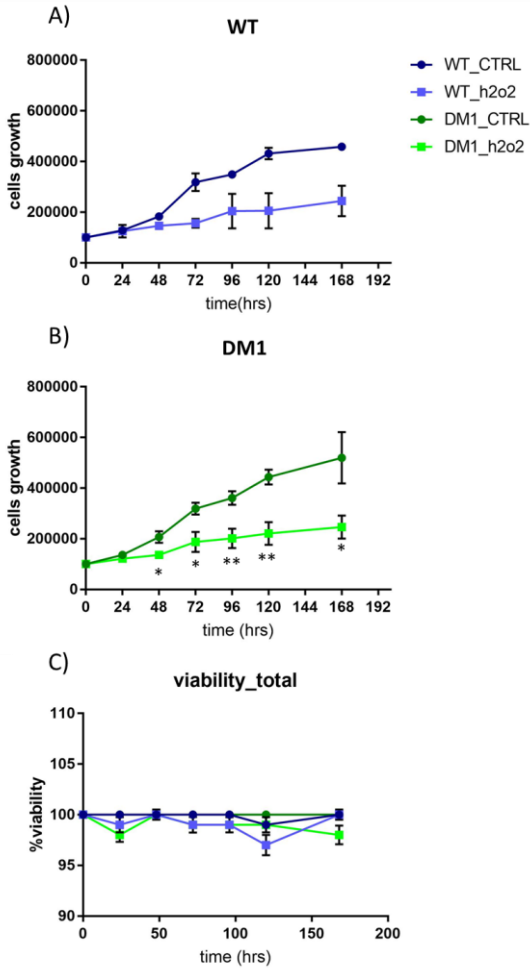 A)
WT
800000
600000
400000
200000
0
cells growth
0 24 48 72 96 120 144 168 192
time(hrs)
WT_CTRL
WT_h2o2
DM1_CTRL
DM1_h2o2
B)
DM1
800000
600000
400000
200000
0
cells growth
* * ** ** *
0 24 48 72 96 120 144 168 192
time (hrs)
C)
viability_total
110
105
100
95
90
%viability
0 50 100 150 200
time (hrs)